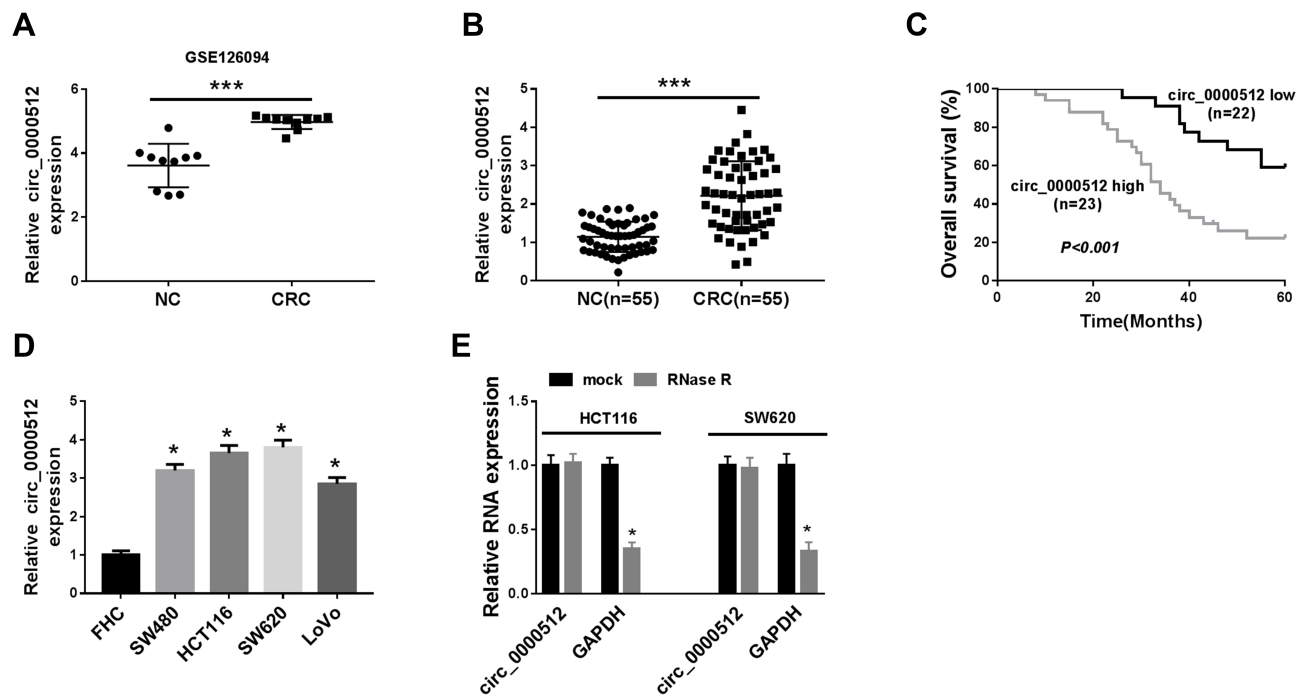 A
GSE126094
***
Relative circ_0000512
expression
6
4
2
0
NC
CRC
B
***
Relative circ_0000512
expression
5
4
3
2
1
0
NC(n=55)
CRC(n=55)
C
Overall survival (%)
100
80
60
40
20
0
circ_0000512 low
(n=22)
circ_0000512 high
(n=23)
P<0.001
0
20
40
60
Time(Months)
D
Relative circ_0000512
expression
5
4
3
2
1
0
*
*
*
*
FHC
SW480
HCT116
SW620
LoVo
E
mock
RNase R
Relative RNA expression
1.5
1.0
0.5
0.0
HCT116
SW620
*
*
circ_0000512
GAPDH
circ_0000512
GAPDH